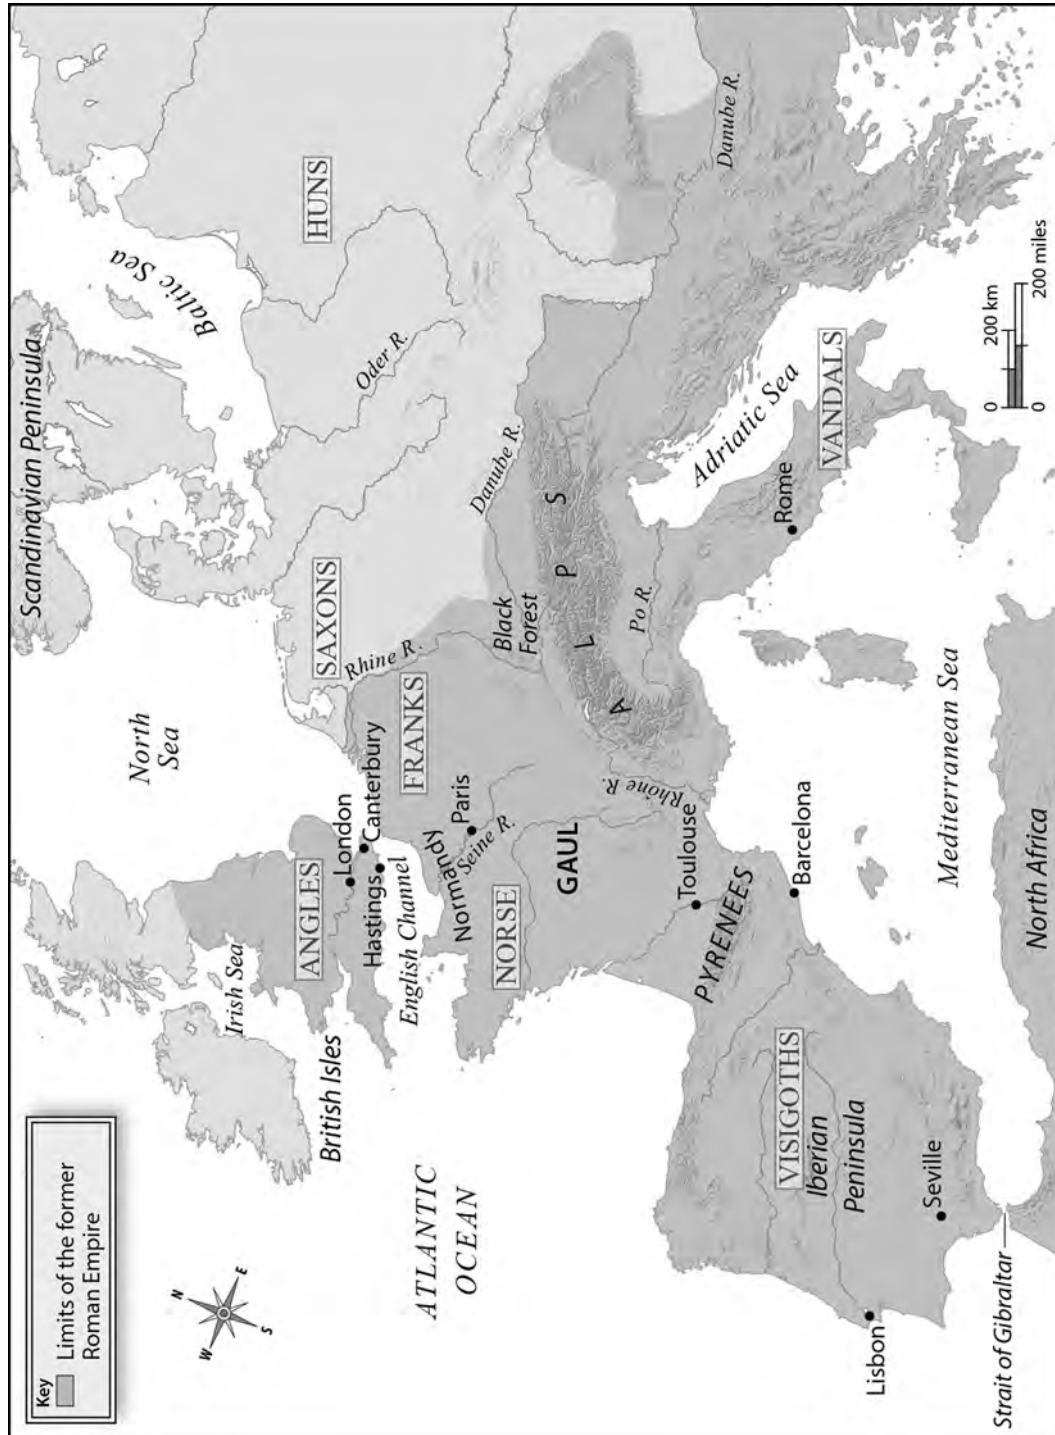 Key
Limits of the former
Roman Empire
N
E
S
W
Scandinavian Peninsula
Baltic Sea
North
Sea
HUNS
Oder R.
SAXONS
Rhine R.
Irish Sea
British Isles
ANGLES
London
Canterbury
Hastings
English Channel
FRANKS
Normandy
Paris
Seine R.
NORSE
GAUL
Black
Forest
Danube R.
Danube R.
ALPS
Po R.
Rhône R.
ATLANTIC
OCEAN
Toulouse
PYRENEES
Barcelona
VISIGOTHS
Iberian
Peninsula
Lisbon
Seville
Strait of Gibraltar
Adriatic Sea
Rome
VANDALS
Mediterranean Sea
North Africa
0
200 km
0
200 miles